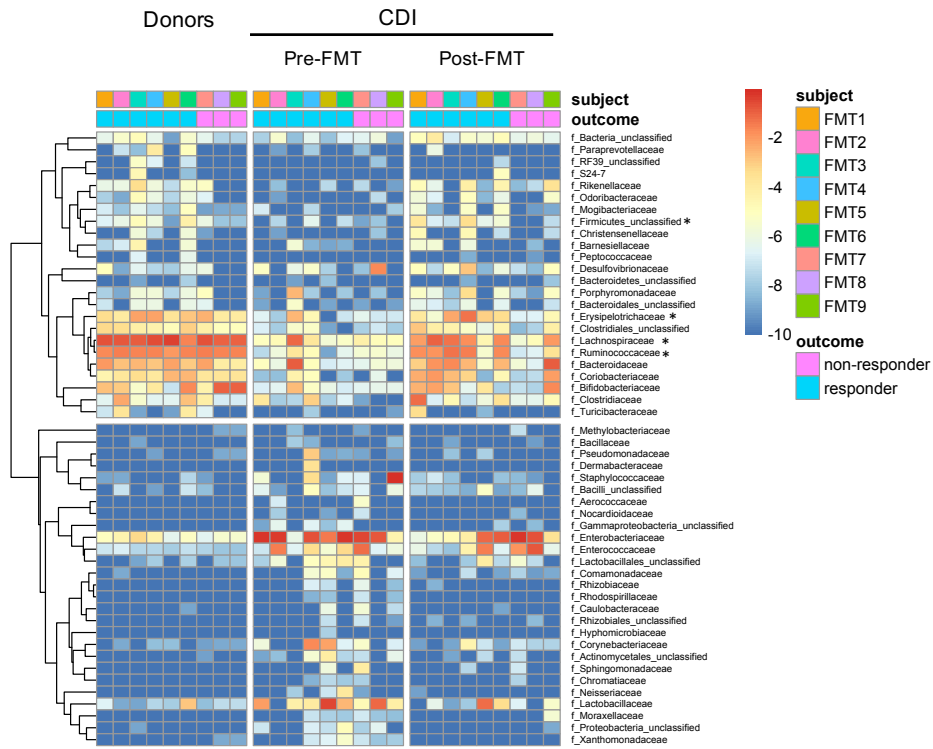 Donors
CDI
Pre-FMT
Post-FMT
subject
outcome
f_Bacteria_unclassified
f_Paraprevotellaceae
f_RF39_unclassified
f_S24-7
f_Rikenellaceae
f_Odoribacteraceae
f_Mogibacteriaceae
f_Firmicutes_unclassified *
f_Christensenellaceae
f_Barnesiellaceae
f_Peptococcaceae
f_Desulfovibrionaceae
f_Bacteroidetes_unclassified
f_Porphyromonadaceae
f_Bacteroidales_unclassified
f_Erysipelotrichaceae *
f_Clostridiales_unclassified
f_Lachnospiraceae *
f_Ruminococcaceae *
f_Bacteroidaceae
f_Coriobacteriaceae
f_Bifidobacteriaceae
f_Clostridiaceae
f_Turicibacteraceae
f_Methylobacteriaceae
f_Bacillaceae
f_Pseudomonadaceae
f_Dermabacteraceae
f_Staphylococcaceae
f_Bacilli_unclassified
f_Aerococcaceae
f_Nocardioidaceae
f_Gammaproteobacteria_unclassified
f_Enterobacteriaceae
f_Enterococcaceae
f_Lactobacillales_unclassified
f_Comamonadaceae
f_Rhizobiaceae
f_Rhodospirillaceae
f_Caulobacteraceae
f_Rhizobiales_unclassified
f_Hyphomicrobiaceae
f_Corynebacteriaceae
f_Actinomycetales_unclassified
f_Sphingomonadaceae
f_Chromatiaceae
f_Neisseriaceae
f_Lactobacillaceae
f_Moraxellaceae
f_Proteobacteria_unclassified
f_Xanthomonadaceae
-2
-4
-6
-8
-10
subject
FMT1
FMT2
FMT3
FMT4
FMT5
FMT6
FMT7
FMT8
FMT9
outcome
non-responder
responder